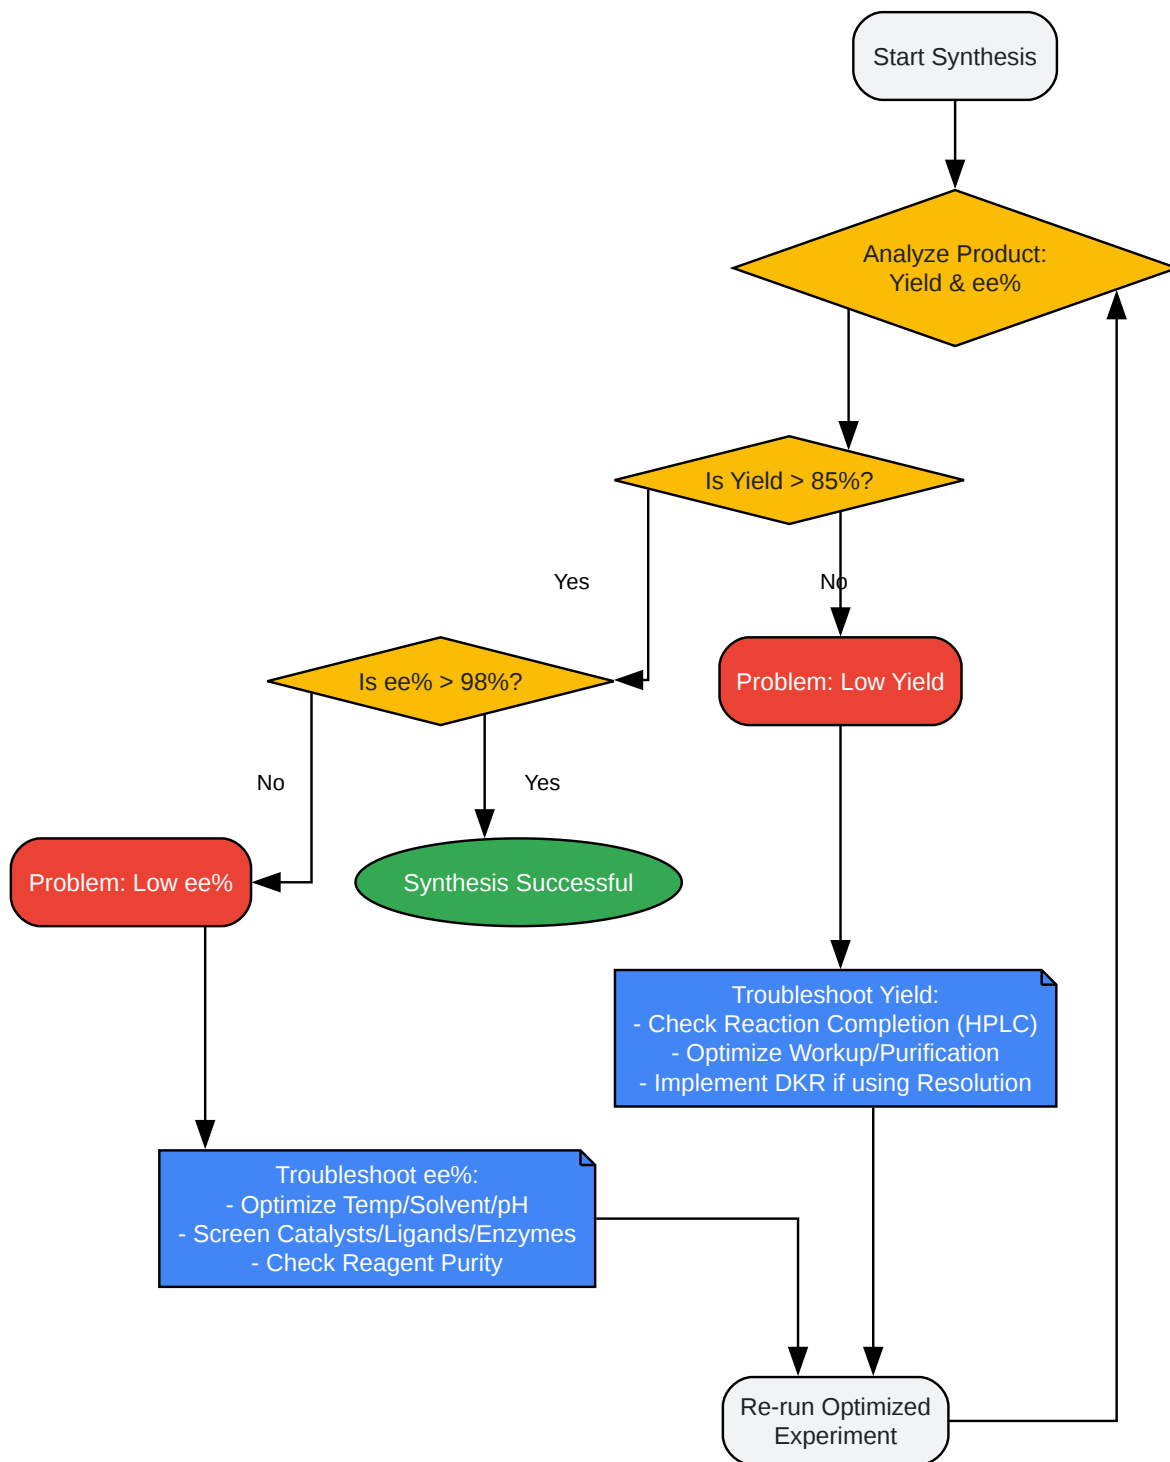 Start Synthesis
Analyze Product:
Yield & ee%
Is Yield > 85%?
Yes
No
Is ee% > 98%?
Problem: Low Yield
No
Yes
Problem: Low ee%
Synthesis Successful
Troubleshoot Yield:
- Check Reaction Completion (HPLC)
- Optimize Workup/Purification
- Implement DKR if using Resolution
Troubleshoot ee%:
- Optimize Temp/Solvent/pH
- Screen Catalysts/Ligands/Enzymes
- Check Reagent Purity
Re-run Optimized
Experiment